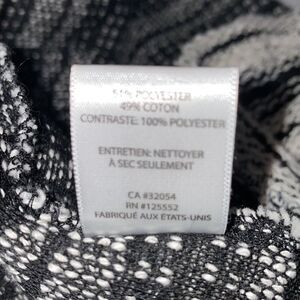 51% POLYESTER
49% COTON
CONTRASTE: 100% POLYESTER
ENTRETIEN: NETTOYER
À SEC SEULEMENT
CA #32054
RN #125552
FABRIQUÉ AUX ÉTATS-UNIS